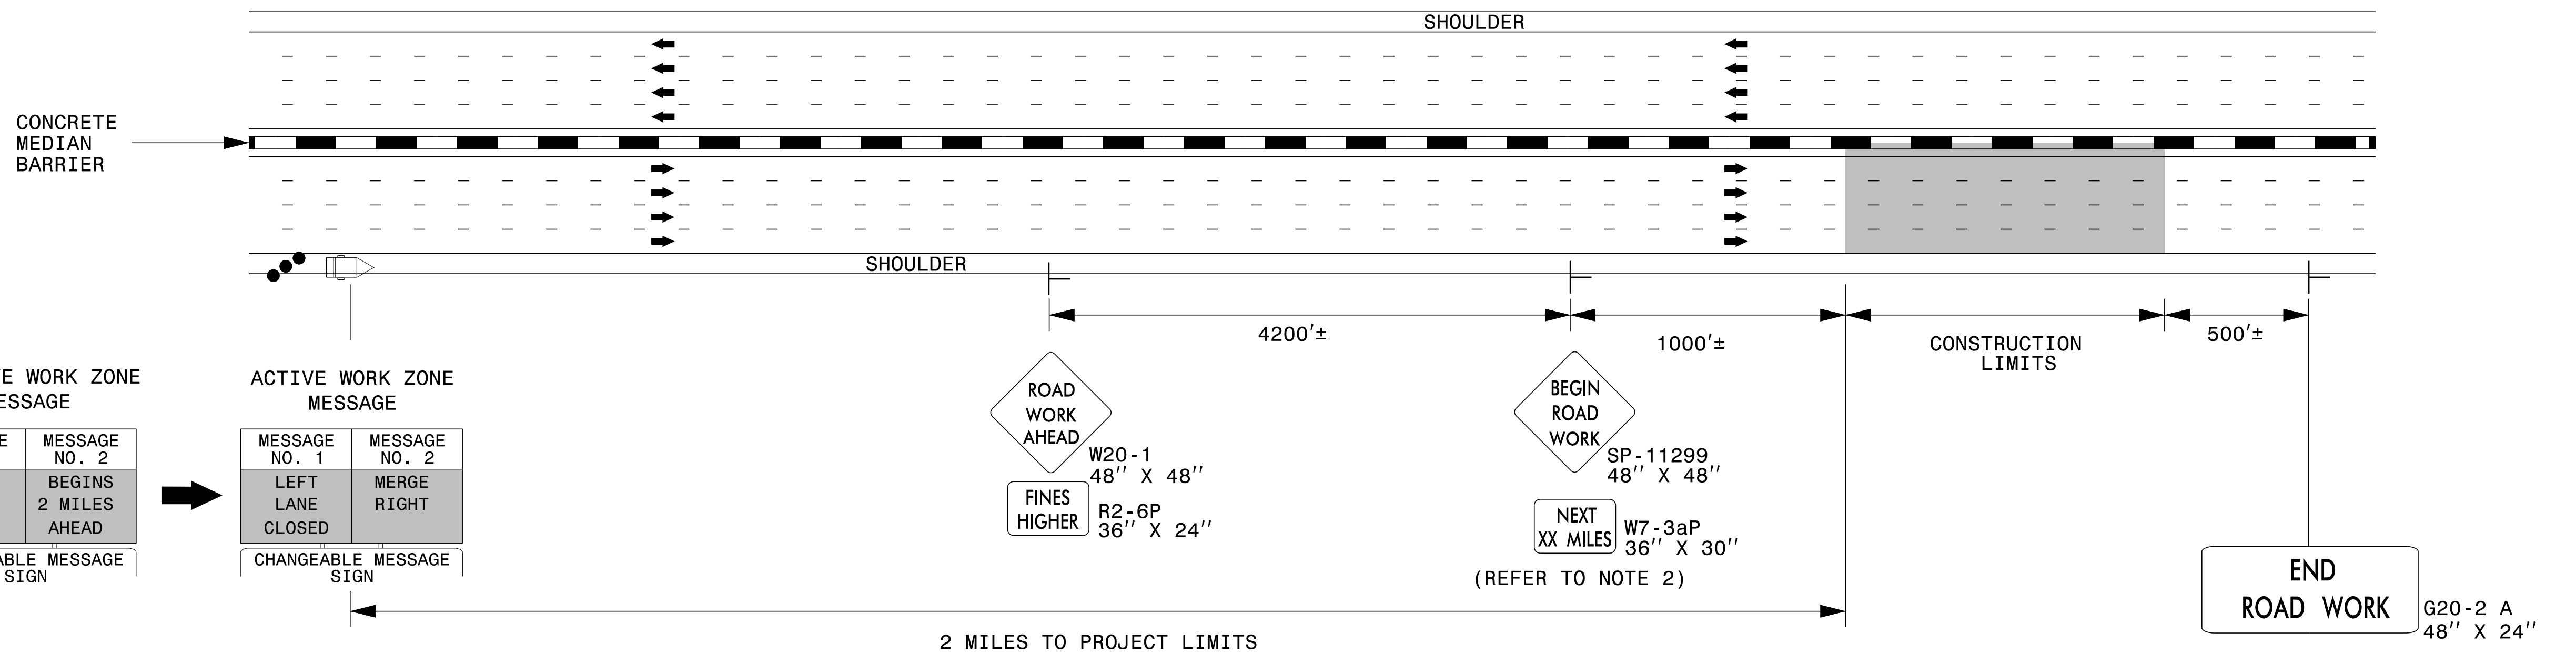 SHOULDER
CONCRETE
MEDIAN
BARRIER
SHOULDER
4200'±
1000'±
CONSTRUCTION
LIMITS
500'±
E WORK ZONE
ESSAGE
E
MESSAGE
NO. 2
BEGINS
2 MILES
AHEAD
ABLE MESSAGE
SIGN
ACTIVE WORK ZONE
MESSAGE
MESSAGE
NO. 1
MESSAGE
NO. 2
LEFT
LANE
CLOSED
MERGE
RIGHT
CHANGEABLE MESSAGE
SIGN
ROAD
WORK
AHEAD
W20-1
48'' X 48''
FINES
HIGHER
R2-6P
36'' X 24''
BEGIN
ROAD
WORK
SP-11299
48'' X 48''
NEXT
XX MILES
W7-3aP
36'' X 30''
(REFER TO NOTE 2)
2 MILES TO PROJECT LIMITS
END
ROAD WORK
G20-2 A
48'' X 24''